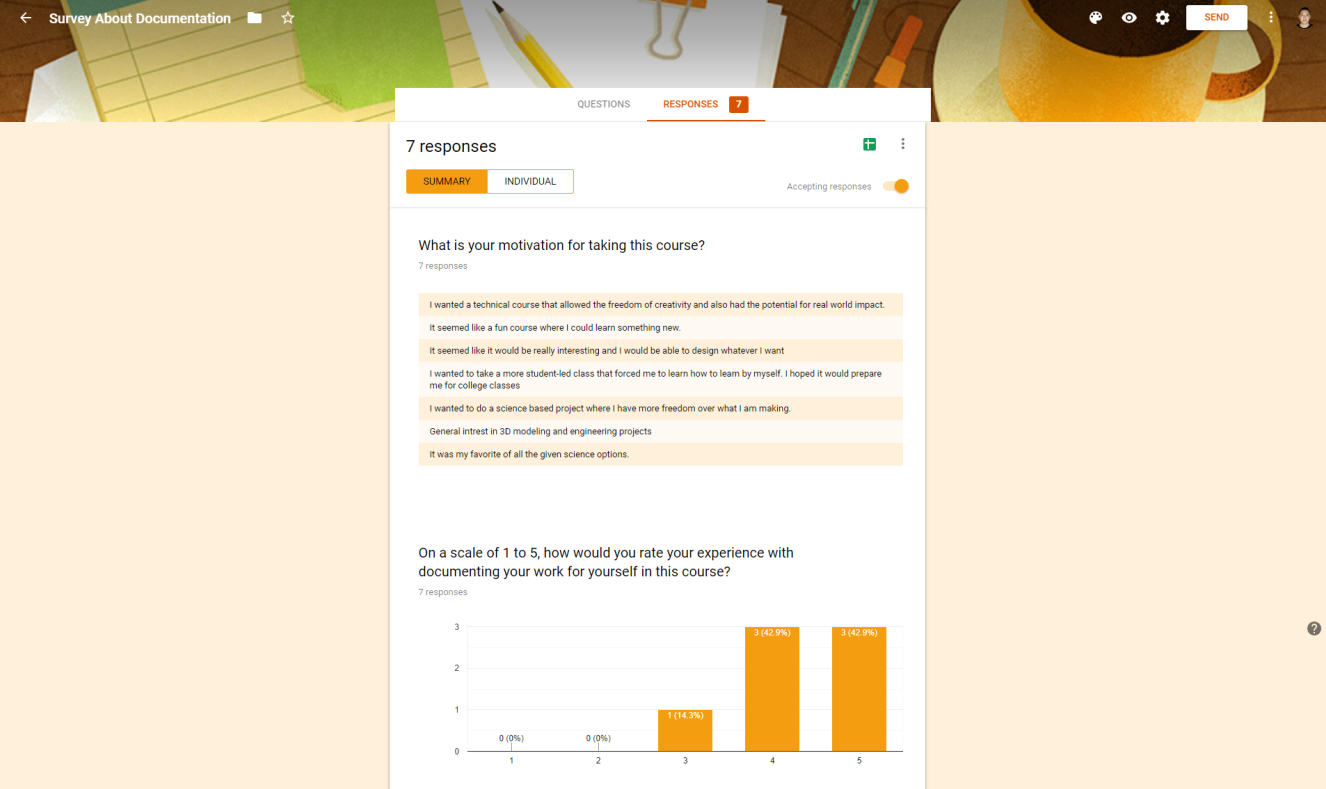 Survey About Documentation
SEND
QUESTIONS
RESPONSES 7
7 responses
SUMMARY
INDIVIDUAL
Accepting responses
What is your motivation for taking this course?
7 responses
I wanted a technical course that allowed the freedom of creativity and also had the potential for real world impact.
It seemed like a fun course where I could learn something new.
It seemed like it would be really interesting and I would be able to design whatever I want
I wanted to take a more student-led class that forced me to learn how to learn by myself. I hoped it would prepare
me for college classes
I wanted to do a science based project where I have more freedom over what I am making.
General intrest in 3D modeling and engineering projects
It was my favorite of all the given science options.
On a scale of 1 to 5, how would you rate your experience with
documenting your work for yourself in this course?
7 responses
3
2
1
0
0 (0%)
0 (0%)
1 (14.3%)
3 (42.9%)
3 (42.9%)
1 2 3 4 5
?